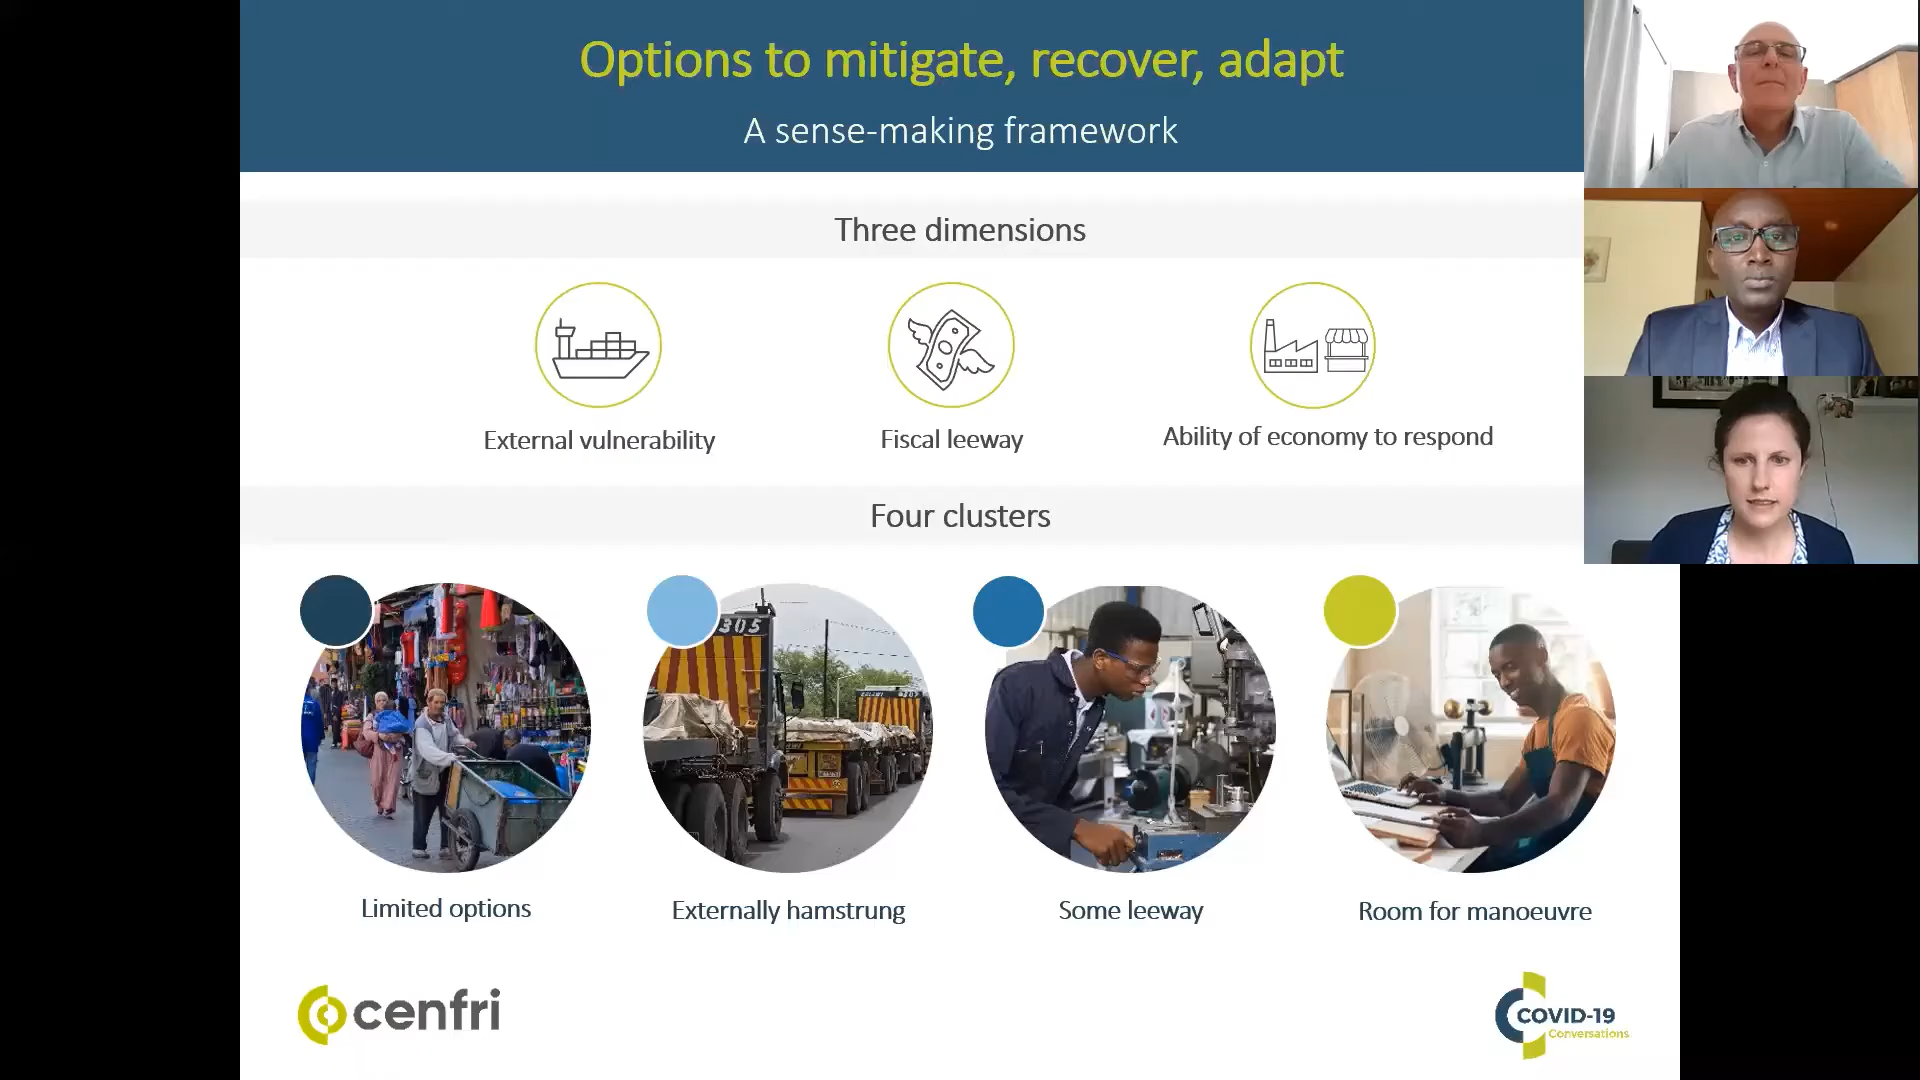 Options to mitigate, recover, adapt
A sense-making framework
Three dimensions
External vulnerability
Fiscal leeway
Ability of economy to respond
Four clusters
305
Limited options
Externally hamstrung
Some leeway
Room for manoeuvre
cenfri
COVID-19
Conversations